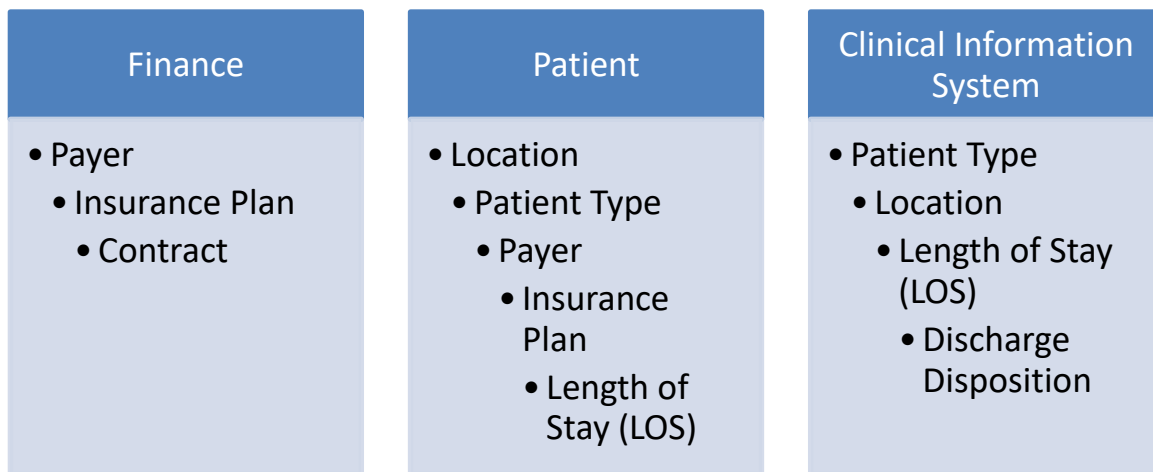 Finance
• Payer
• Insurance Plan
• Contract
Patient
• Location
• Patient Type
• Payer
• Insurance
Plan
• Length of
Stay (LOS)
Clinical Information
System
• Patient Type
• Location
• Length of Stay
(LOS)
• Discharge
Disposition